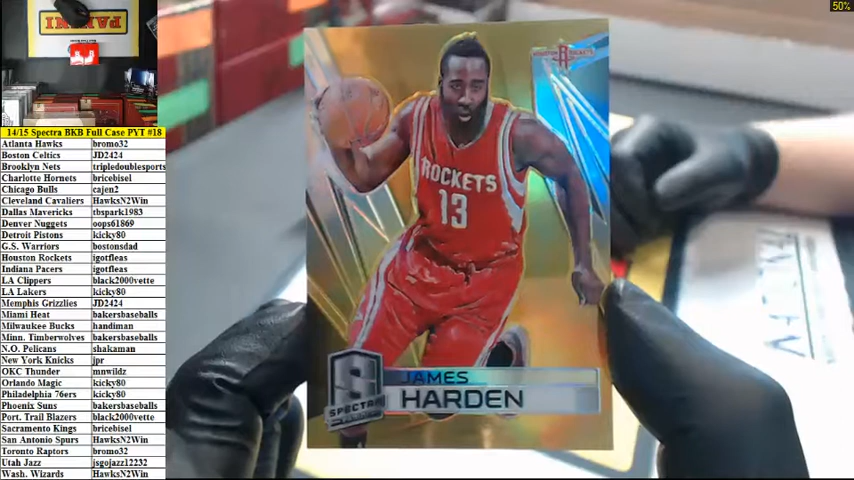 50%
PANINI
14/15 Spectra BKB Full Case PYT #18
Atlanta Hawks bromo32
Boston Celtics JD2424
Brooklyn Nets tripledoublesports
Charlotte Hornets bricebisel
Chicago Bulls cajen2
Cleveland Cavaliers HawksN2Win
Dallas Mavericks tbspark1983
Denver Nuggets oops61869
Detroit Pistons kicky80
G.S. Warriors bostonsdad
Houston Rockets igotfleas
Indiana Pacers igotfleas
LA Clippers black2000vette
LA Lakers kicky80
Memphis Grizzlies JD2424
Miami Heat bakersbaseballs
Milwaukee Bucks handiman
Minn. Timberwolves bakersbaseballs
N.O. Pelicans shakaman
New York Knicks jpr
OKC Thunder mnwildz
Orlando Magic kicky80
Philadelphia 76ers kicky80
Phoenix Suns bakersbaseballs
Port. Trail Blazers black2000vette
Sacramento Kings bricebisel
San Antonio Spurs HawksN2Win
Toronto Raptors bromo32
Utah Jazz jsgojazz12232
Wash. Wizards HawksN2Win
HOUSTON ROCKETS
ROCKETS
13
S
SPECTRA
JAMES
HARDEN